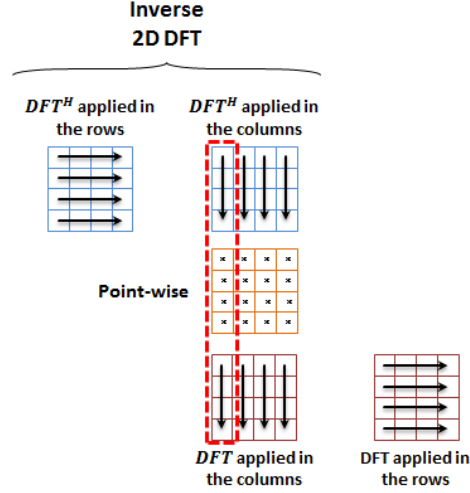 Inverse
2D DFT
DFT^H applied in
the rows
DFT^H applied in
the columns
Point-wise
* * * *
* * * *
* * * *
* * * *
DFT applied in
the columns
DFT applied in
the rows